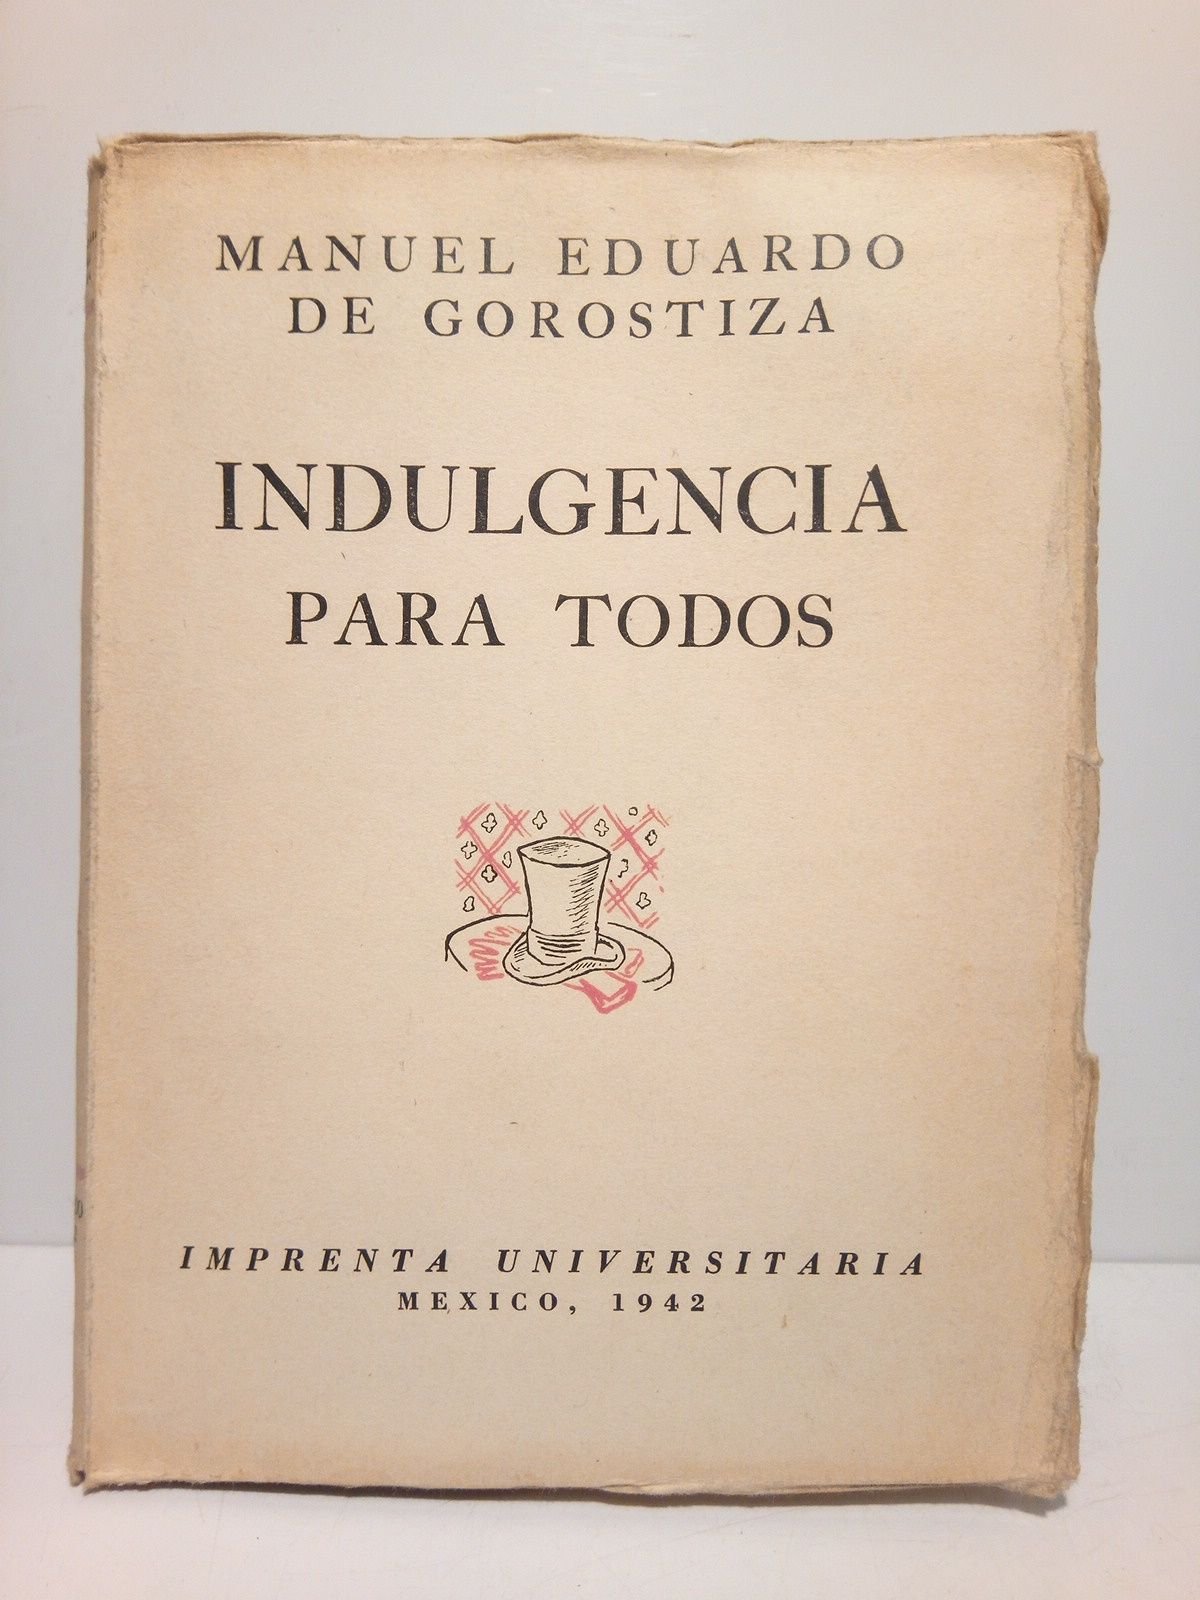 MANUEL EDUARDO
DE GOROSTIZA
INDULGENCIA
PARA TODOS
IMPRENTA UNIVERSITARIA
MEXICO, 1942